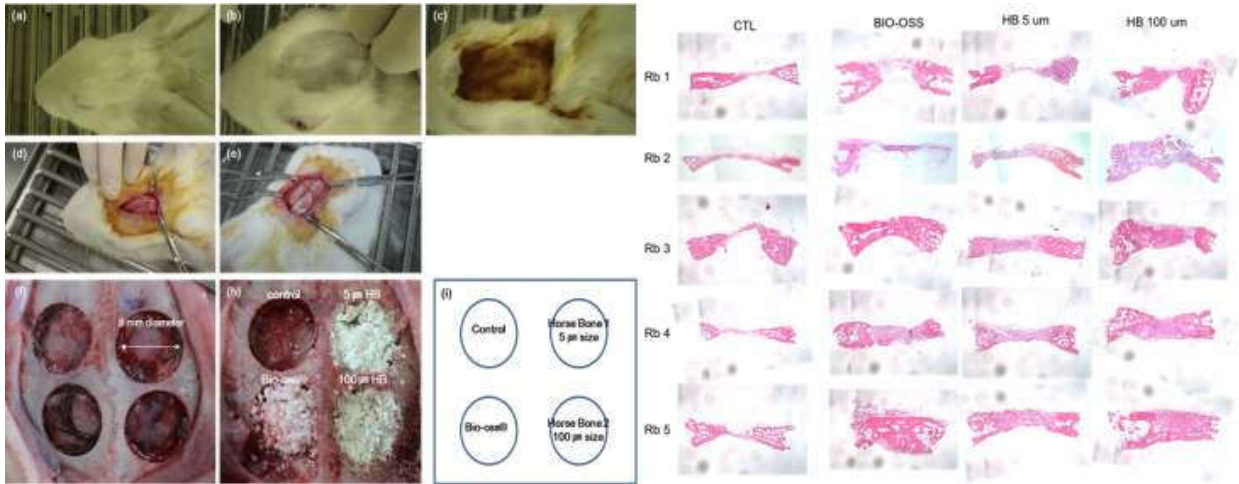 (a)
(b)
(c)
(d)
(e)
(f)
8 mm diameter
(h)
control
5 ㎛ HB
Bio-oss®
100 ㎛ HB
(i)
Control
Horse Bone 1
5 ㎛ size
Bio-oss®
Horse Bone 2
100 ㎛ size
CTL
BIO-OSS
HB 5 um
HB 100 um
Rb 1
Rb 2
Rb 3
Rb 4
Rb 5